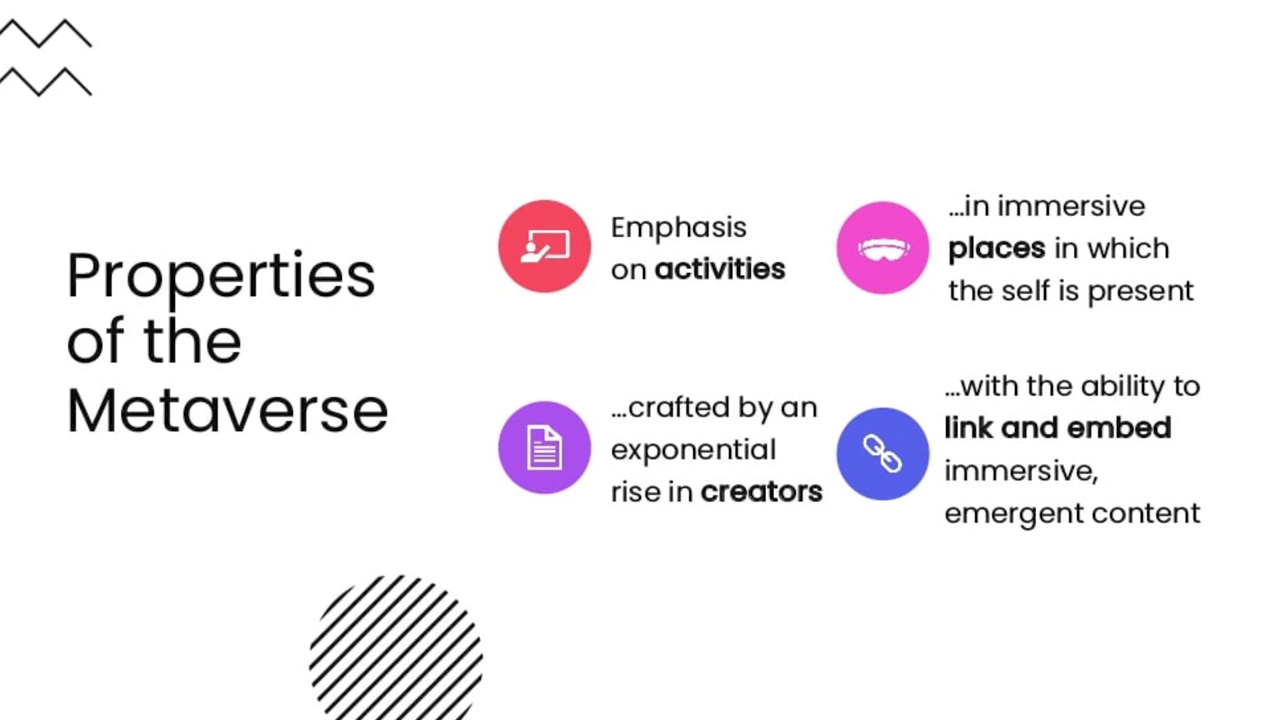 Properties
of the
Metaverse
Emphasis
on activities
...in immersive
places in which
the self is present
...crafted by an
exponential
rise in creators
...with the ability to
link and embed
immersive,
emergent content